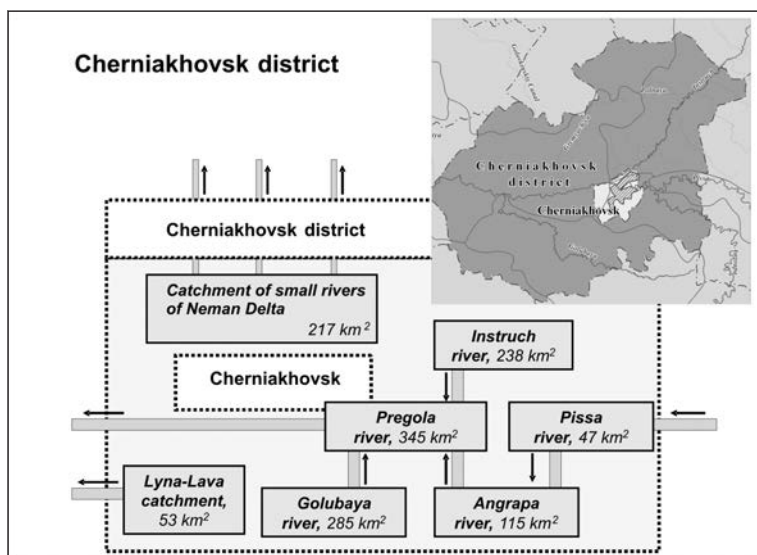 Cherniakhovsk district
Cherniakhovsk
district
Cherniakhovsk
Cherniakhovsk district
Catchment of small rivers
of Neman Delta
217 km²
Instruch
river, 238 km²
Cherniakhovsk
Pregola
river, 345 km²
Pissa
river, 47 km²
Lyna-Lava
catchment,
53 km²
Golubaya
river, 285 km²
Angrapa
river, 115 km²